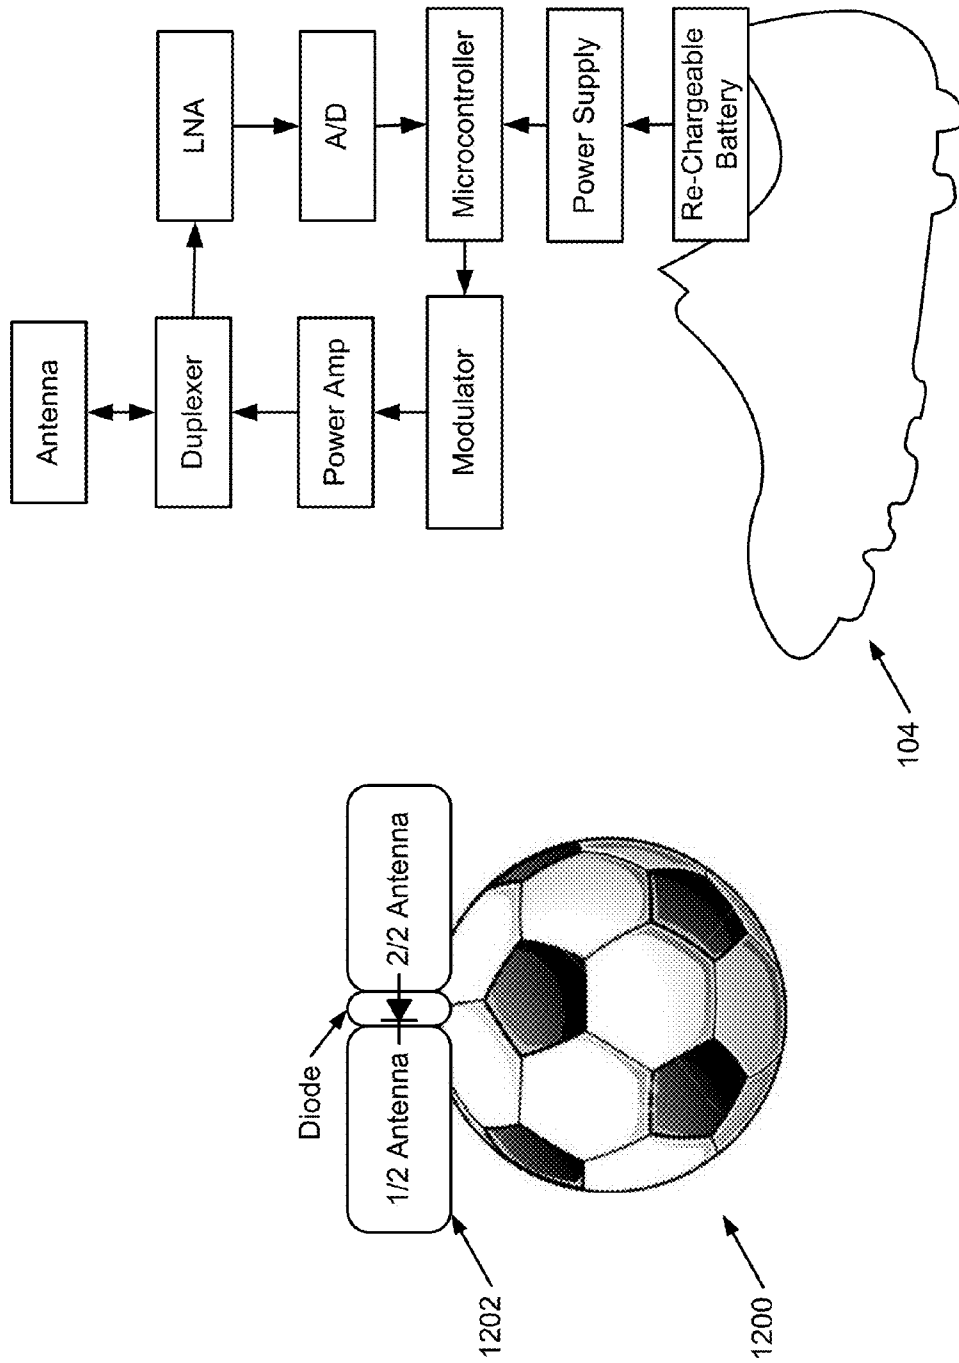 Diode
1/2 Antenna
2/2 Antenna
1202
1200
Antenna
Duplexer
LNA
Power Amp
A/D
Modulator
Microcontroller
Power Supply
Re-Chargeable
Battery
104